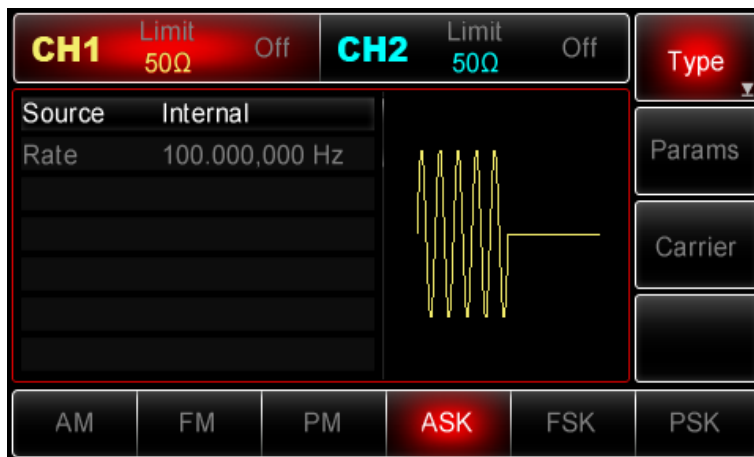 CH1 Limit 50Ω Off
CH2 Limit 50Ω Off
Type
Source Internal
Rate 100.000,000 Hz
Params
Carrier
AM FM PM ASK FSK PSK